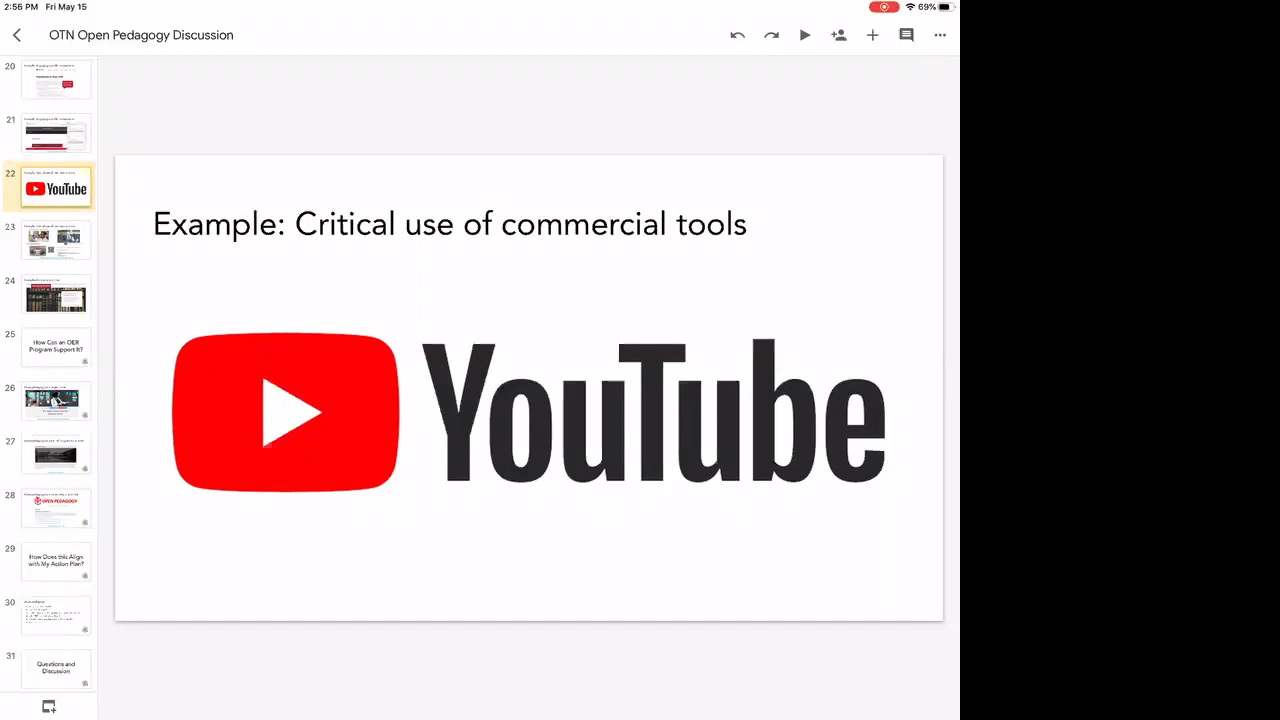 2:56 PM Fri May 15
69%
OTN Open Pedagogy Discussion
20
21
22
YouTube
23
24
25
How Can an OER
Program Support It?
26
27
28
OPEN PEDAGOGY
29
How Does this Align
with My Action Plan?
30
31
Questions and
Discussion
Example: Critical use of commercial tools
YouTube